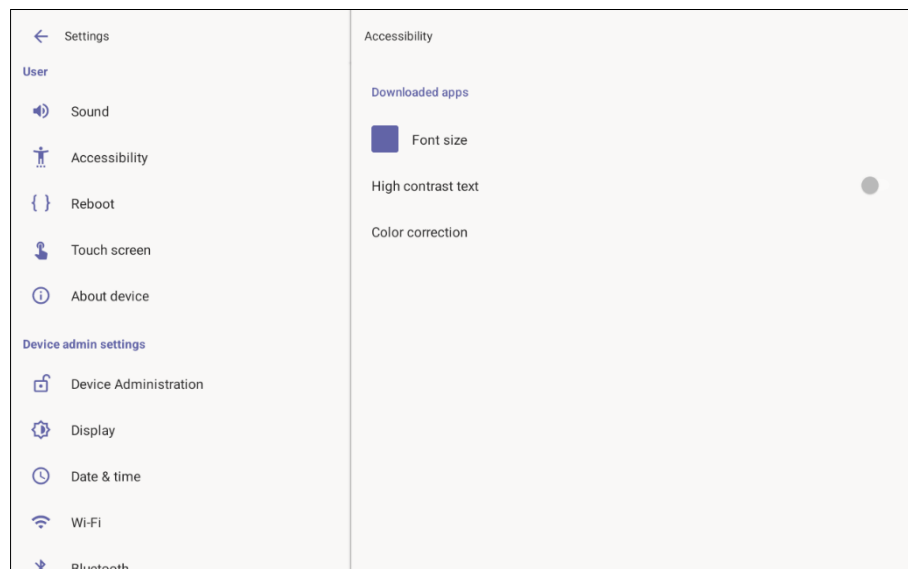 Settings
User
Sound
Accessibility
Reboot
Touch screen
About device
Device admin settings
Device Administration
Display
Date & time
Wi-Fi
Bluetooth
Accessibility
Downloaded apps
Font size
High contrast text
Color correction